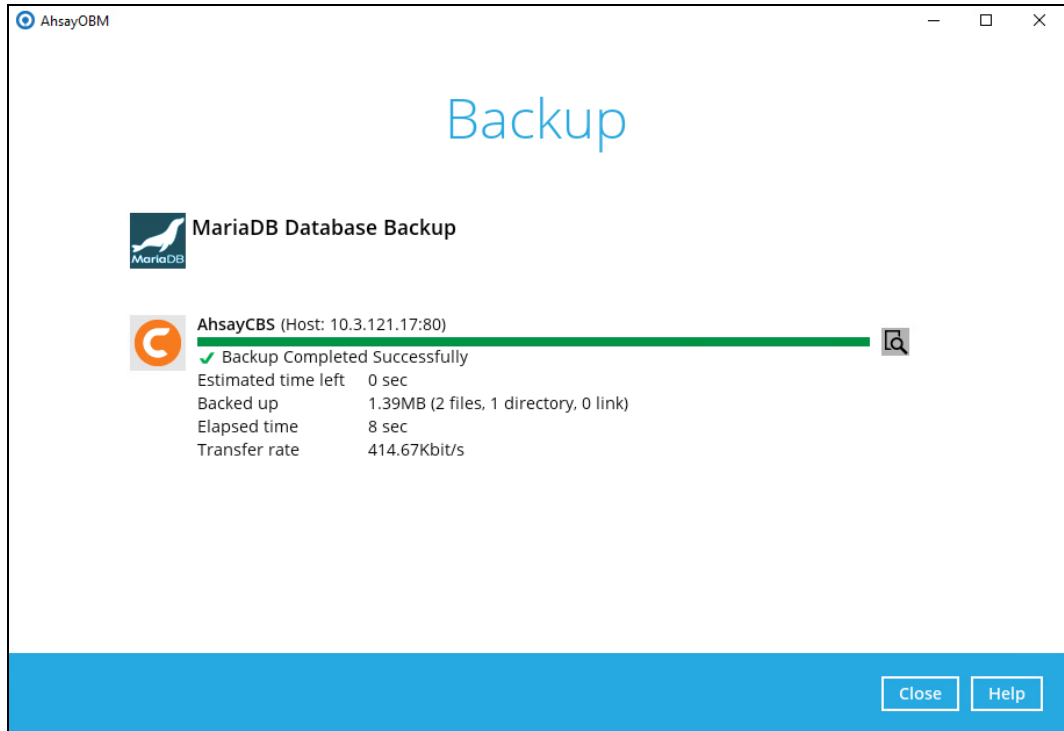 AhsayOBM
Backup
MariaDB Database Backup
MariaDB
AhsayCBS (Host: 10.3.121.17:80)
Backup Completed Successfully
Estimated time left 0 sec
Backed up 1.39MB (2 files, 1 directory, 0 link)
Elapsed time 8 sec
Transfer rate 414.67Kbit/s
Close Help